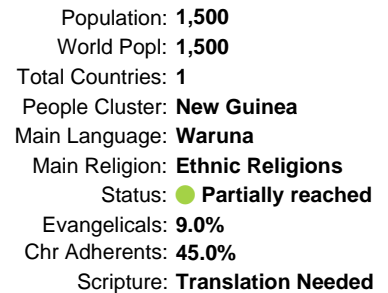 Population: 1,500
World Popl: 1,500
Total Countries: 1
People Cluster: New Guinea
Main Language: Waruna
Main Religion: Ethnic Religions
Status: Partially reached
Evangelicals: 9.0%
Chr Adherents: 45.0%
Scripture: Translation Needed